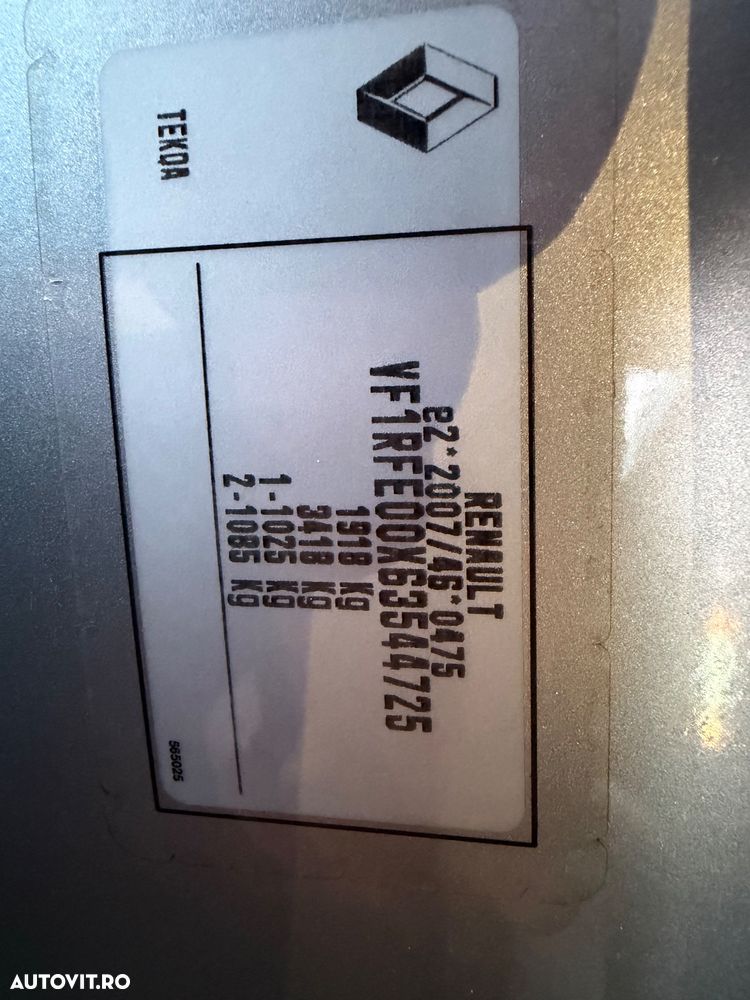 TEKQA
RENAULT
e2*2007/46*0475
VF1RFE00X63544725
1918 kg
3418 kg
1-1025 kg
2-1085 kg
565025
AUTOVIT.RO